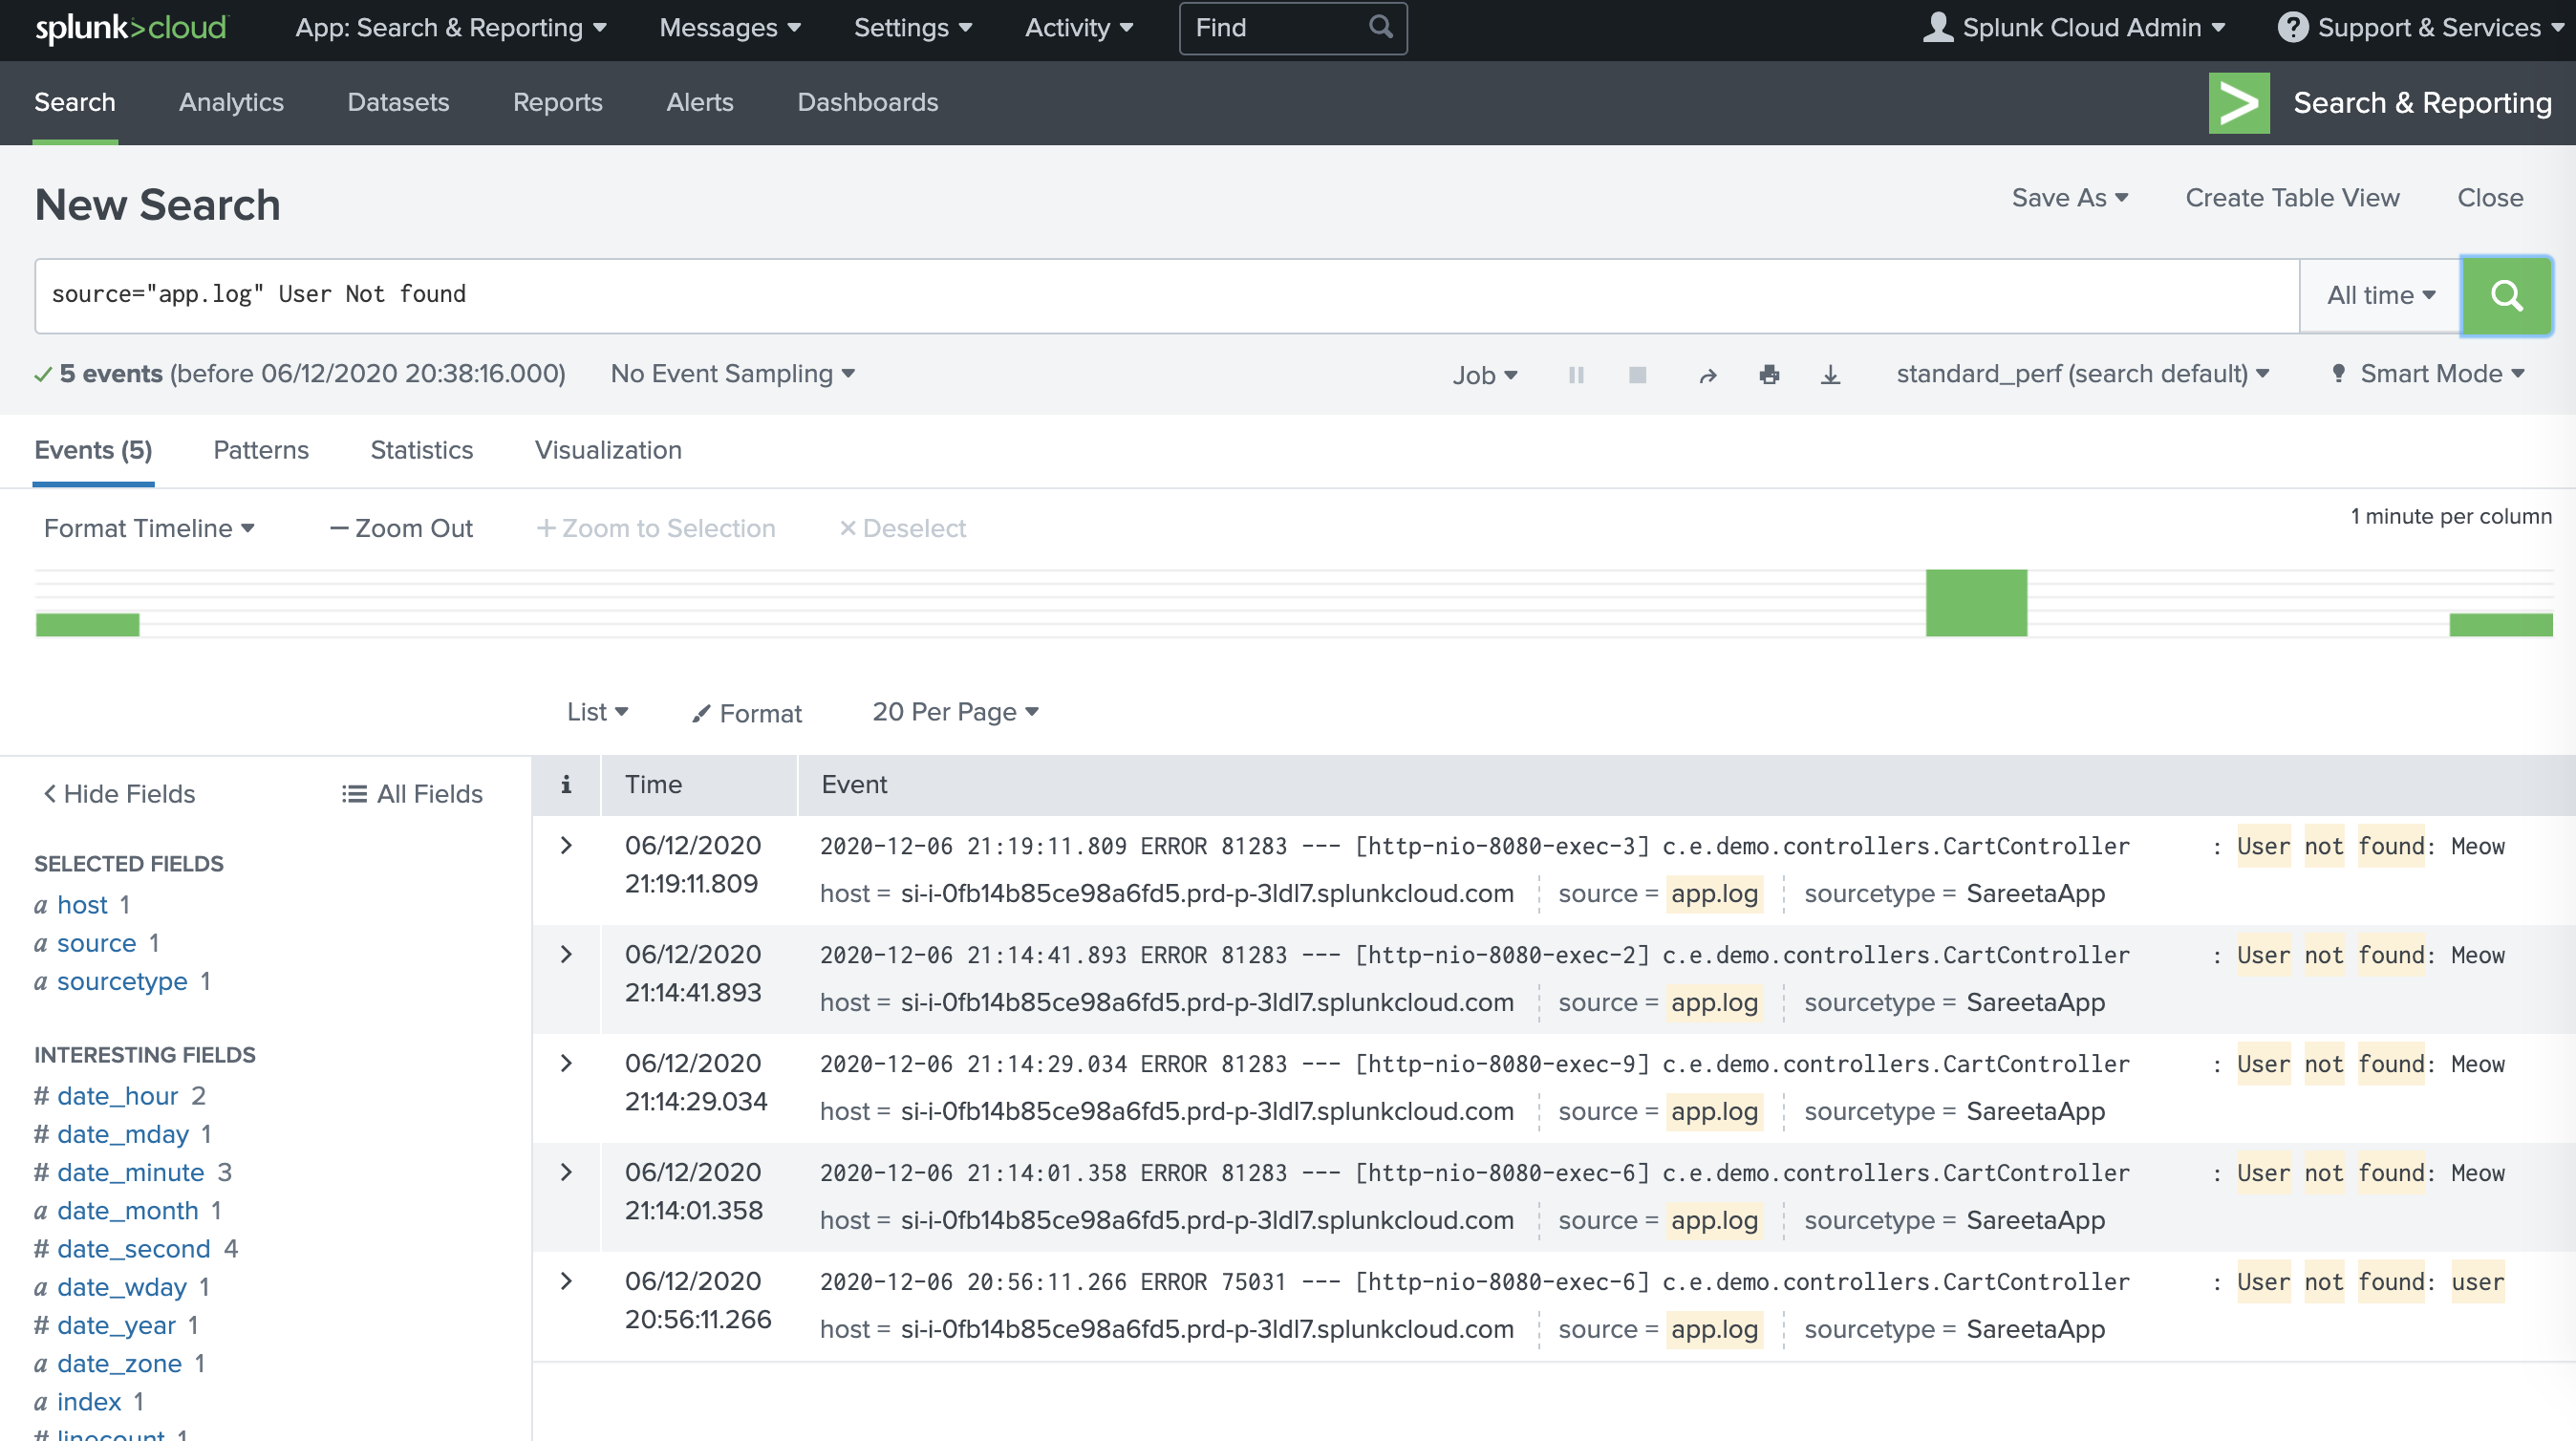 splunk>cloud App: Search & Reporting Messages Settings Activity Find Splunk Cloud Admin ? Support & Services
Search Analytics Datasets Reports Alerts Dashboards > Search & Reporting
New Search Save As Create Table View Close
source="app.log" User Not found All time
✓ 5 events (before 06/12/2020 20:38:16.000) No Event Sampling Job standard_perf (search default) Smart Mode
Events (5) Patterns Statistics Visualization
Format Timeline — Zoom Out + Zoom to Selection × Deselect 1 minute per column
List Format 20 Per Page
< Hide Fields All Fields
i Time Event
SELECTED FIELDS
a host 1
a source 1
a sourcetype 1
INTERESTING FIELDS
# date_hour 2
# date_mday 1
# date_minute 3
a date_month 1
# date_second 4
a date_wday 1
# date_year 1
a date_zone 1
a index 1
# linecount 1
> 06/12/2020 2020-12-06 21:19:11.809 ERROR 81283 --- [http-nio-8080-exec-3] c.e.demo.controllers.CartController : User not found: Meow
21:19:11.809 host = si-i-0fb14b85ce98a6fd5.prd-p-3ldl7.splunkcloud.com source = app.log sourcetype = SareetaApp
> 06/12/2020 2020-12-06 21:14:41.893 ERROR 81283 --- [http-nio-8080-exec-2] c.e.demo.controllers.CartController : User not found: Meow
21:14:41.893 host = si-i-0fb14b85ce98a6fd5.prd-p-3ldl7.splunkcloud.com source = app.log sourcetype = SareetaApp
> 06/12/2020 2020-12-06 21:14:29.034 ERROR 81283 --- [http-nio-8080-exec-9] c.e.demo.controllers.CartController : User not found: Meow
21:14:29.034 host = si-i-0fb14b85ce98a6fd5.prd-p-3ldl7.splunkcloud.com source = app.log sourcetype = SareetaApp
> 06/12/2020 2020-12-06 21:14:01.358 ERROR 81283 --- [http-nio-8080-exec-6] c.e.demo.controllers.CartController : User not found: Meow
21:14:01.358 host = si-i-0fb14b85ce98a6fd5.prd-p-3ldl7.splunkcloud.com source = app.log sourcetype = SareetaApp
> 06/12/2020 2020-12-06 20:56:11.266 ERROR 75031 --- [http-nio-8080-exec-6] c.e.demo.controllers.CartController : User not found: user
20:56:11.266 host = si-i-0fb14b85ce98a6fd5.prd-p-3ldl7.splunkcloud.com source = app.log sourcetype = SareetaApp